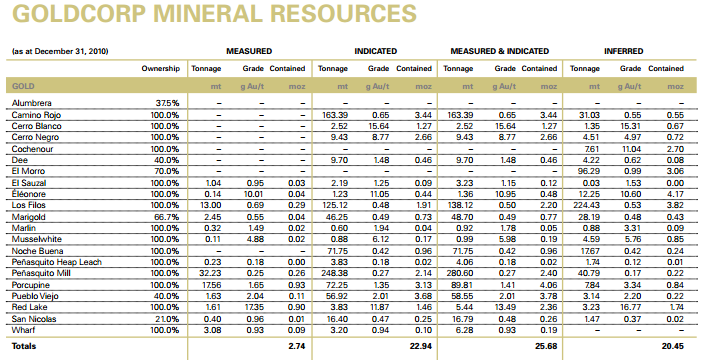 GOLDCORP MINERAL RESOURCES
(as at December 31, 2010) MEASURED INDICATED MEASURED & INDICATED INFERRED
Ownership Tonnage Grade Contained Tonnage Grade Contained Tonnage Grade Contained Tonnage Grade Contained
GOLD mt g Au/t moz mt g Au/t moz mt g Au/t moz mt g Au/t moz
Alumbrera 37.5% – – – – – – – – – – – –
Camino Rojo 100.0% – – – 163.39 0.65 3.44 163.39 0.65 3.44 31.03 0.55 0.55
Cerro Blanco 100.0% – – – 2.52 15.64 1.27 2.52 15.64 1.27 1.35 15.31 0.67
Cerro Negro 100.0% – – – 9.43 8.77 2.66 9.43 8.77 2.66 4.51 4.97 0.72
Cochenour 100.0% – – – – – – – – – 7.61 11.04 2.70
Dee 40.0% – – – 9.70 1.48 0.46 9.70 1.48 0.46 4.22 0.62 0.08
El Morro 70.0% – – – – – – – – – 96.29 0.99 3.06
El Sauzal 100.0% 1.04 0.95 0.03 2.19 1.25 0.09 3.23 1.15 0.12 0.03 1.53 0.00
Éléonore 100.0% 0.14 10.01 0.04 1.23 11.05 0.44 1.36 10.95 0.48 12.25 10.60 4.17
Los Filos 100.0% 13.00 0.69 0.29 125.12 0.48 1.91 138.12 0.50 2.20 224.43 0.53 3.82
Marigold 66.7% 2.45 0.55 0.04 46.25 0.49 0.73 48.70 0.49 0.77 28.19 0.48 0.43
Marlin 100.0% 0.32 1.49 0.02 0.60 1.94 0.04 0.92 1.78 0.05 0.88 3.31 0.09
Musselwhite 100.0% 0.11 4.88 0.02 0.88 6.12 0.17 0.99 5.98 0.19 4.59 5.76 0.85
Noche Buena 100.0% – – – 71.75 0.42 0.96 71.75 0.42 0.96 17.67 0.42 0.24
Peñasquito Heap Leach 100.0% 0.23 0.18 0.00 3.83 0.18 0.02 4.06 0.18 0.02 1.74 0.12 0.01
Peñasquito Mill 100.0% 32.23 0.25 0.26 248.38 0.27 2.14 280.60 0.27 2.40 40.79 0.17 0.22
Porcupine 100.0% 17.56 1.65 0.93 72.25 1.35 3.13 89.81 1.41 4.06 7.84 3.34 0.84
Pueblo Viejo 40.0% 1.63 2.04 0.11 56.92 2.01 3.68 58.55 2.01 3.78 3.14 2.20 0.22
Red Lake 100.0% 1.61 17.35 0.90 3.83 11.87 1.46 5.44 13.49 2.36 3.23 16.77 1.74
San Nicolas 21.0% 0.40 0.96 0.01 16.40 0.47 0.25 16.79 0.48 0.26 1.47 0.37 0.02
Wharf 100.0% 3.08 0.93 0.09 3.20 0.94 0.10 6.28 0.93 0.19 – – –
Totals 2.74 22.94 25.68 20.45